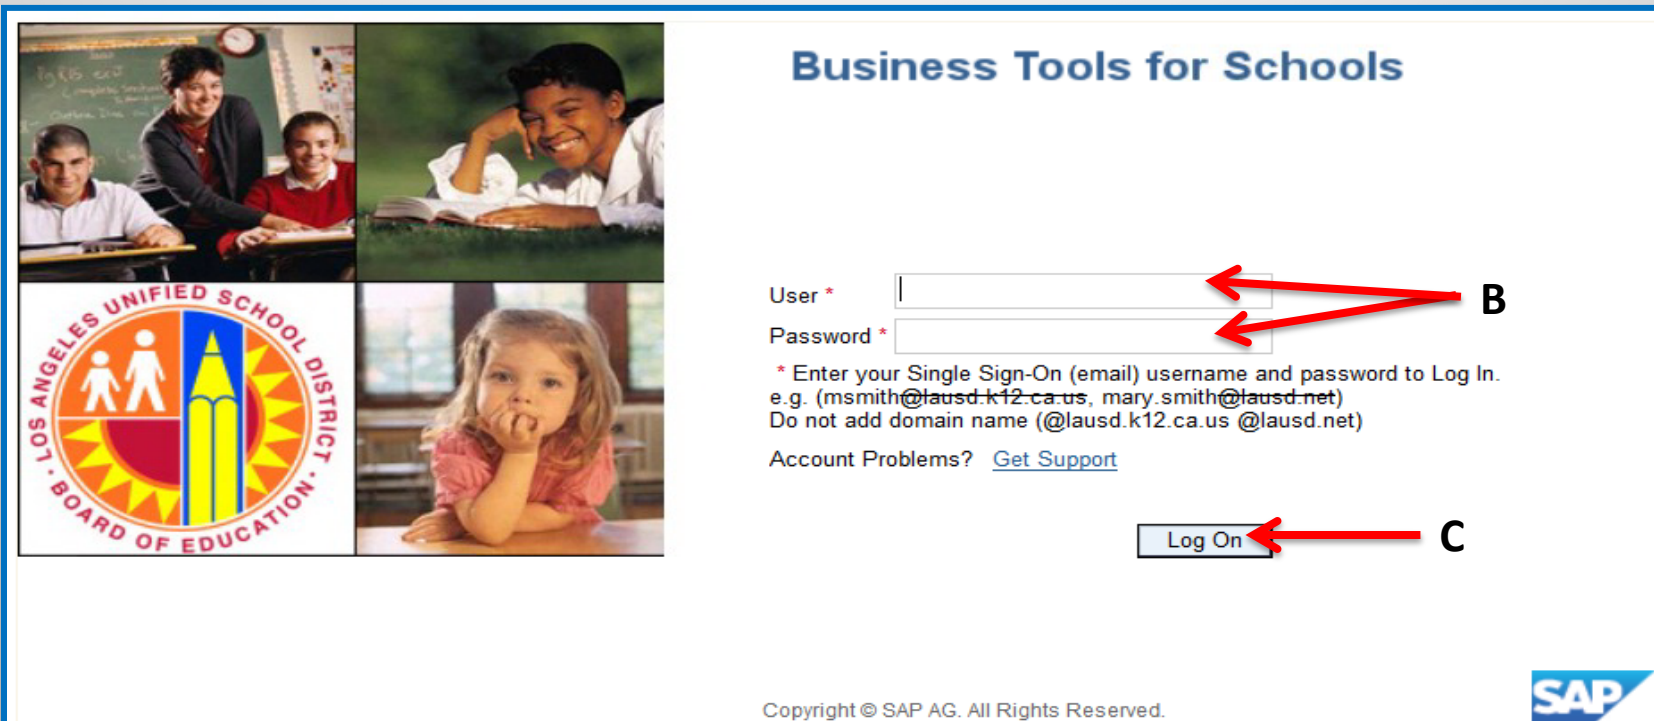 Business Tools for Schools
LOS ANGELES UNIFIED SCHOOL DISTRICT · BOARD OF EDUCATION ·
User *
B
Password *
* Enter your Single Sign-On (email) username and password to Log In.
e.g. (msmith@lausd.k12.ca.us, mary.smith@lausd.net)
Do not add domain name (@lausd.k12.ca.us @lausd.net)
Account Problems? Get Support
Log On
C
SAP
Copyright © SAP AG. All Rights Reserved.